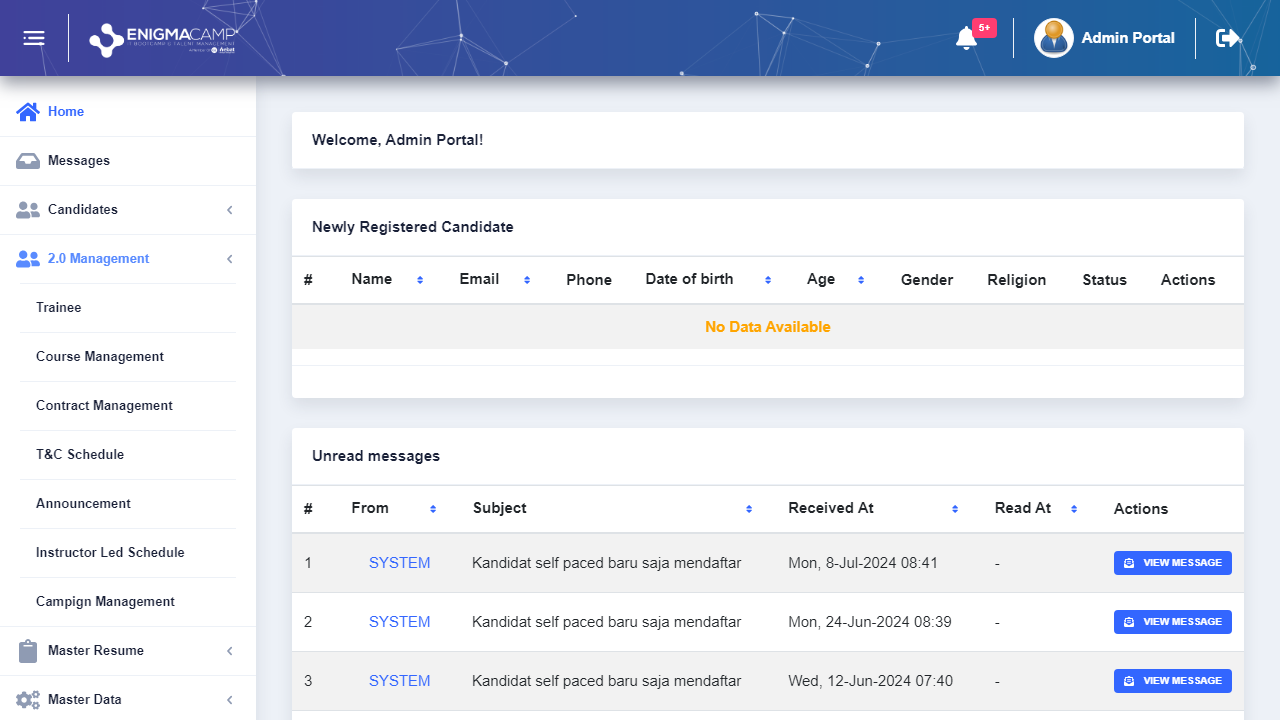 ENIGMACAMP
IT BOOTCAMP & TALENT MANAGEMENT
5+
Admin Portal
Home
Messages
Candidates
2.0 Management
Trainee
Course Management
Contract Management
T&C Schedule
Announcement
Instructor Led Schedule
Campign Management
Master Resume
Master Data
Welcome, Admin Portal!
Newly Registered Candidate
# Name Email Phone Date of birth Age Gender Religion Status Actions
No Data Available
Unread messages
# From Subject Received At Read At Actions
1 SYSTEM Kandidat self paced baru saja mendaftar Mon, 8-Jul-2024 08:41 - VIEW MESSAGE
2 SYSTEM Kandidat self paced baru saja mendaftar Mon, 24-Jun-2024 08:39 - VIEW MESSAGE
3 SYSTEM Kandidat self paced baru saja mendaftar Wed, 12-Jun-2024 07:40 - VIEW MESSAGE